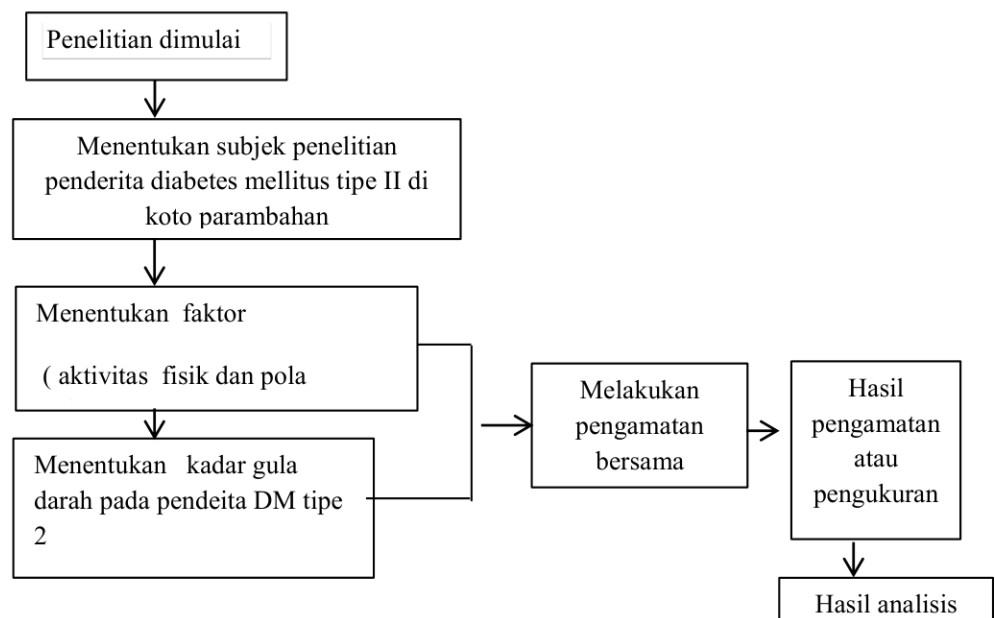 Penelitian dimulai
Menentukan subjek penelitian
penderita diabetes mellitus tipe II di
koto parambahan
Menentukan faktor
( aktivitas fisik dan pola
Menentukan kadar gula
darah pada pendeita DM tipe
2
Melakukan
pengamatan
bersama
Hasil
pengamatan
atau
pengukuran
Hasil analisis